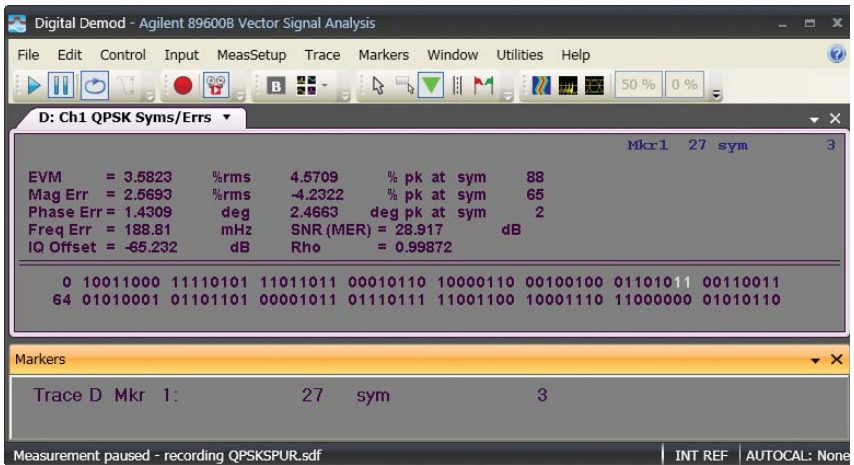 Digital Demod - Agilent 89600B Vector Signal Analysis
File Edit Control Input MeasSetup Trace Markers Window Utilities Help
B 50 % 0 %
D: Ch1 QPSK Syms/Errs
Mkr1 27 sym 3
EVM = 3.5823 %rms 4.5709 % pk at sym 88
Mag Err = 2.5693 %rms -4.2322 % pk at sym 65
Phase Err = 1.4309 deg 2.4663 deg pk at sym 2
Freq Err = 188.81 mHz SNR (MER) = 28.917 dB
IQ Offset = -65.232 dB Rho = 0.99872
0 10011000 11110101 11011011 00010110 10000110 00100100 01101011 00110011
64 01010001 01101101 00001011 01110111 11001100 10001110 11000000 01010110
Markers
Trace D Mkr 1: 27 sym 3
Measurement paused - recording QPSKSPUR.sdf INT REF AUTOCAL: None